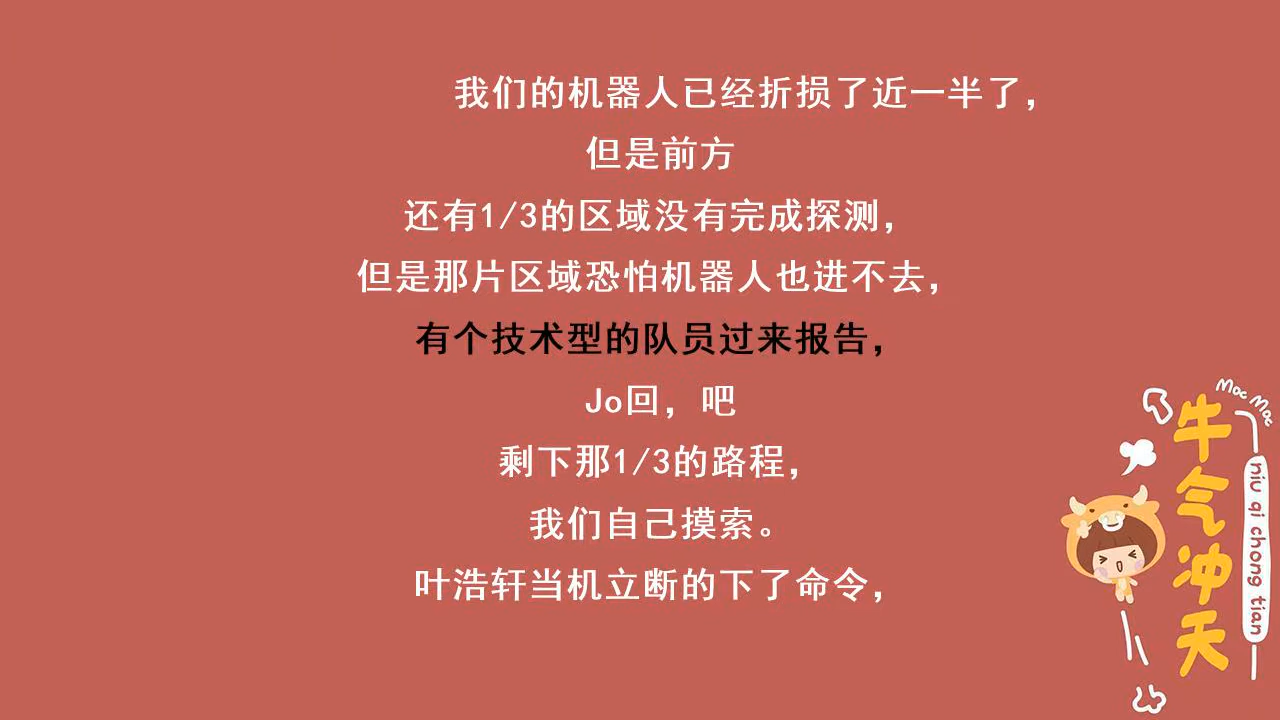 我们的机器人已经折损了近一半了，
但是前方
还有1/3的区域没有完成探测，
但是那片区域恐怕机器人也进不去，
有个技术型的队员过来报告，
Jo回，吧
剩下那1/3的路程，
我们自己摸索。
叶浩轩当机立断的下了命令，
Moc Moc
牛气冲天
niu qi chong tian